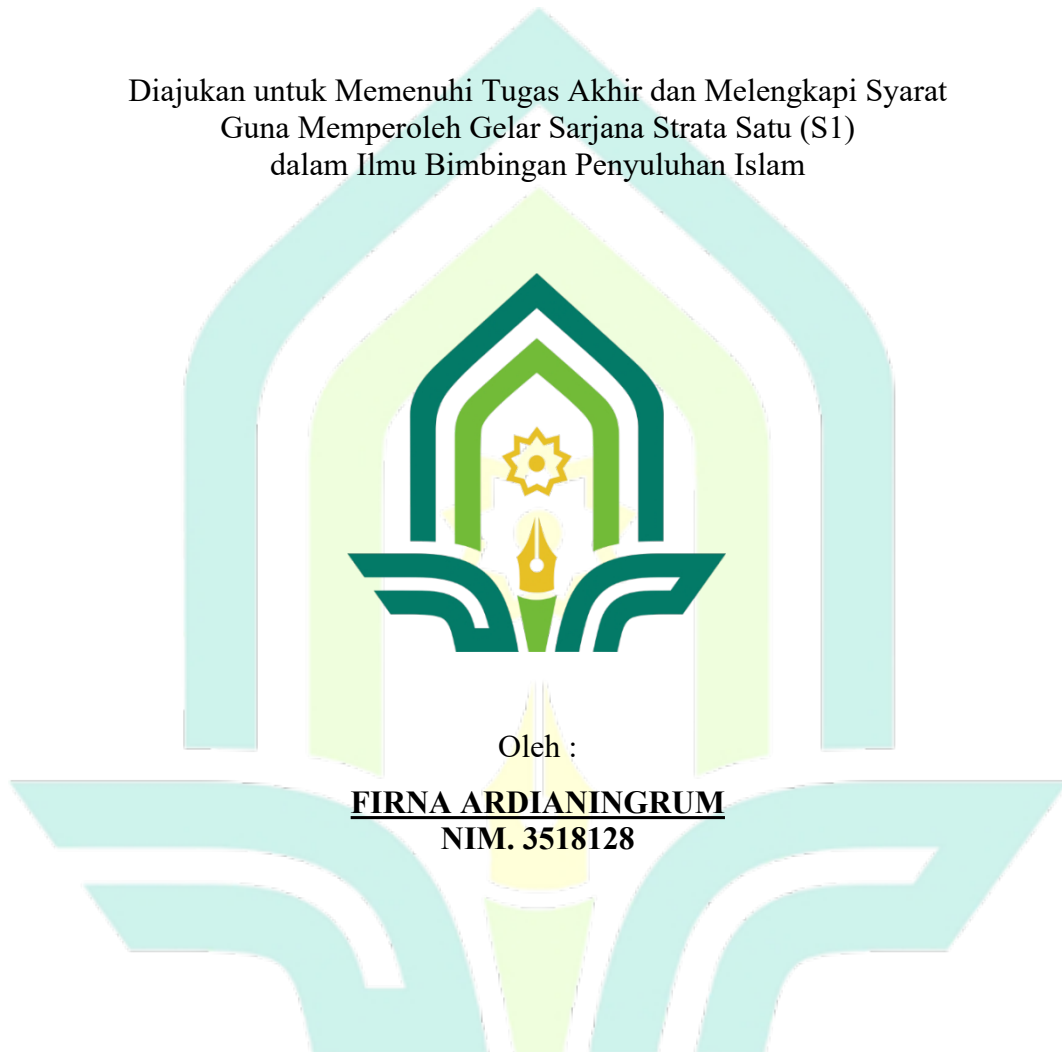 Diajukan untuk Memenuhi Tugas Akhir dan Melengkapi Syarat
Guna Memperoleh Gelar Sarjana Strata Satu (S1)
dalam Ilmu Bimbingan Penyuluhan Islam
Oleh :
FIRNA ARDIANINGRUM
NIM. 3518128